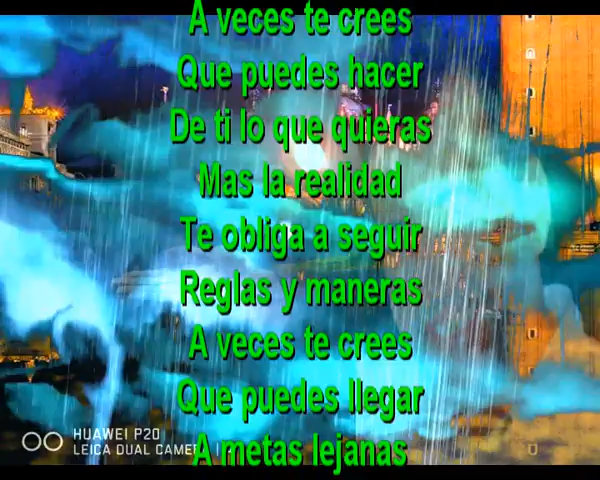 A veces te crees
Que puedes hacer
De ti lo que quieras
Mas la realidad
Te obliga a seguir
Reglas y maneras
A veces te crees
Que puedes llegar
A metas lejanas
HUAWEI P20
LEICA DUAL CAMER